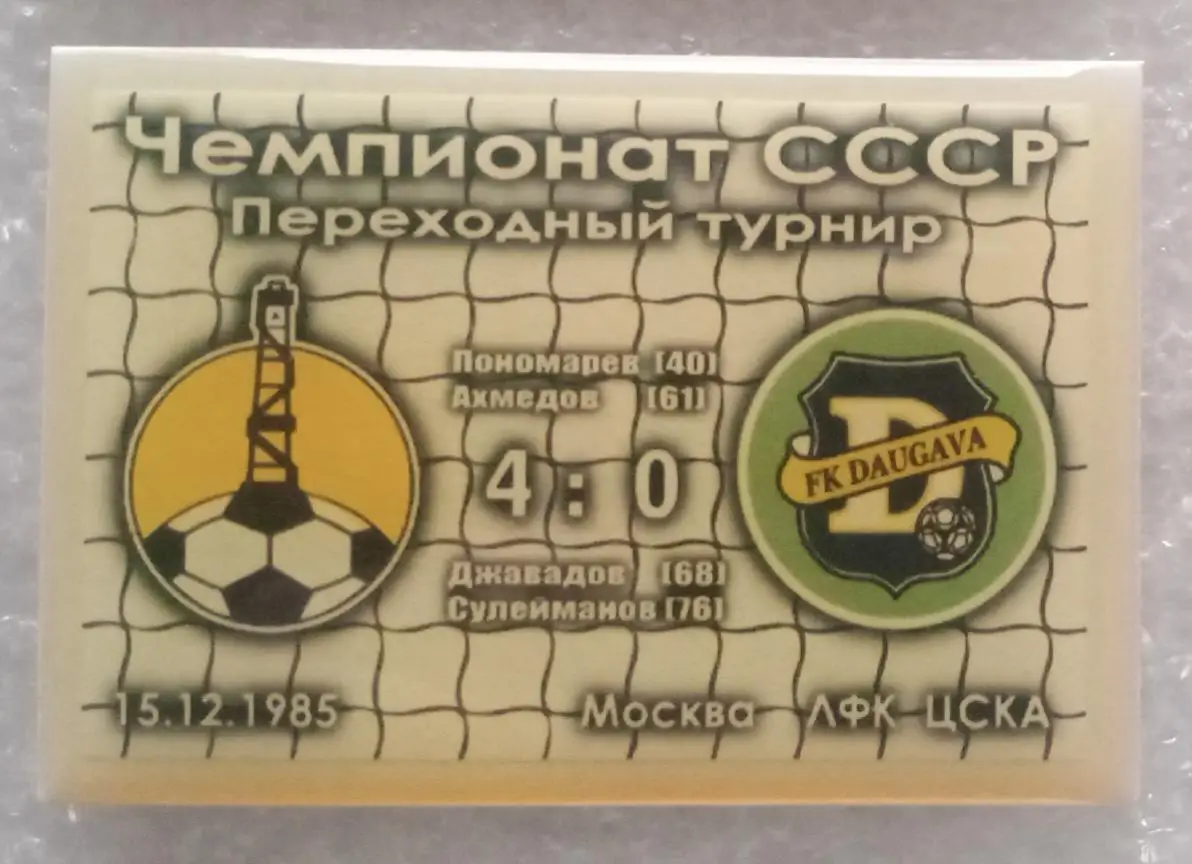 Чемпионат СССР
Переходный турнир
Пономарев [40]
Ахмедов [61]
4 : 0
D
FK DAUGAVA
Джавадов [68]
Сулейманов [76]
15.12.1985 Москва ЛФК ЦСКА